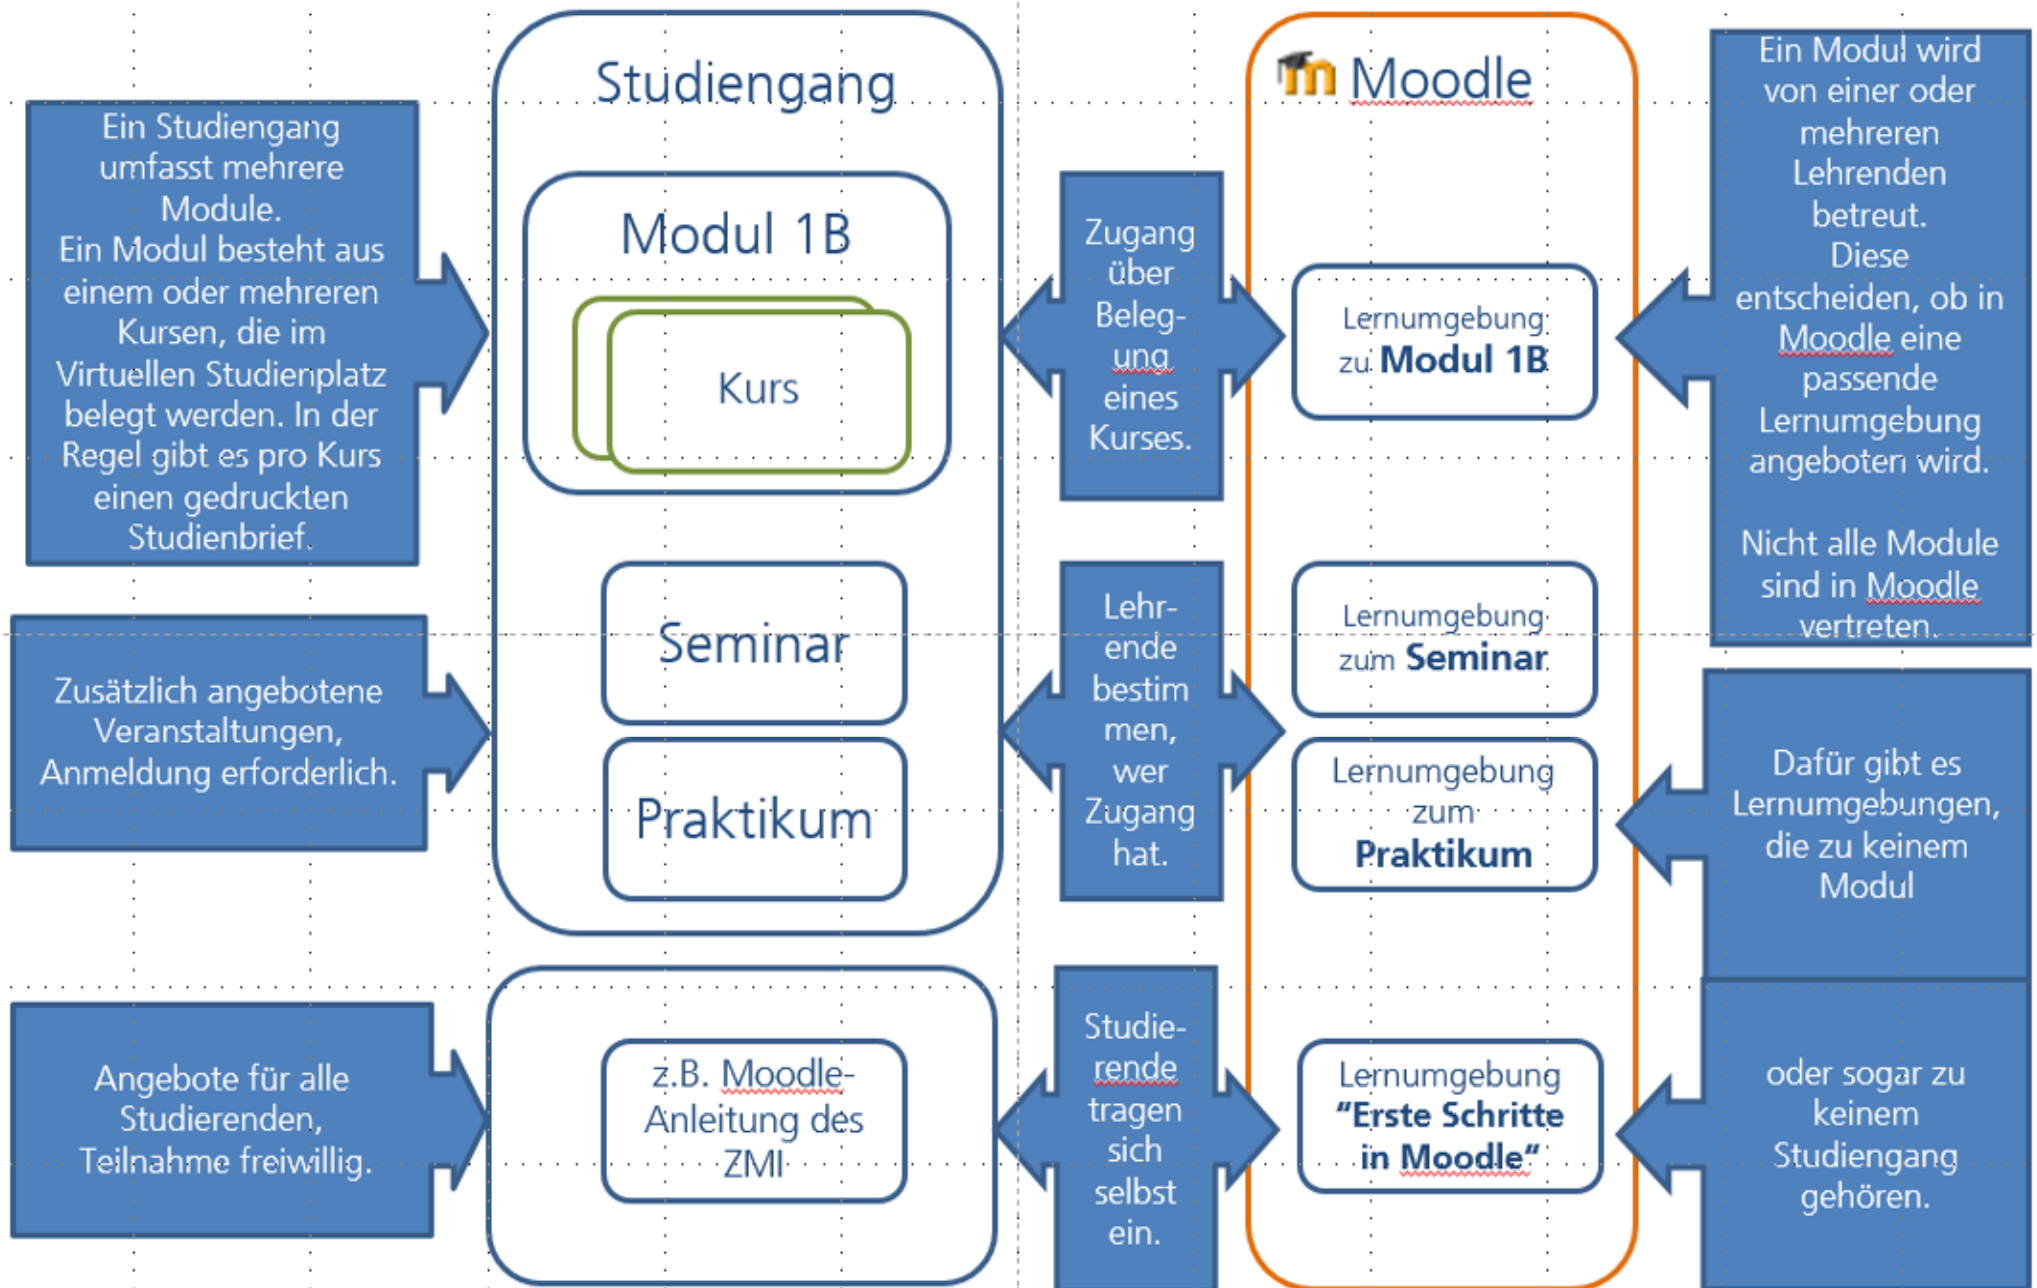 Studiengang
Moodle
Ein Studiengang
umfasst mehrere
Module.
Ein Modul besteht aus
einem oder mehreren
Kursen, die im
Virtuellen Studienplatz
belegt werden. In der
Regel gibt es pro Kurs
einen gedruckten
Studienbrief.
Modul 1B
Kurs
Zugang
über
Beleg-
ung
eines
Kurses.
Lernumgebung
zu Modul 1B
Ein Modul wird
von einer oder
mehreren
Lehrenden
betreut.
Diese
entscheiden, ob in
Moodle eine
passende
Lernumgebung
angeboten wird.
Nicht alle Module
sind in Moodle
vertreten.
Zusätzlich angebotene
Veranstaltungen,
Anmeldung erforderlich.
Seminar
Praktikum
Lehr-
ende
bestim
men,
wer
Zugang
hat.
Lernumgebung
zum Seminar
Lernumgebung
zum
Praktikum
Dafür gibt es
Lernumgebungen,
die zu keinem
Modul
Angebote für alle
Studierenden,
Teilnahme freiwillig.
z.B. Moodle-
Anleitung des
ZMI
Studie-
rende
tragen
sich
selbst
ein.
Lernumgebung
“Erste Schritte
in Moodle“
oder sogar zu
keinem
Studiengang
gehören.